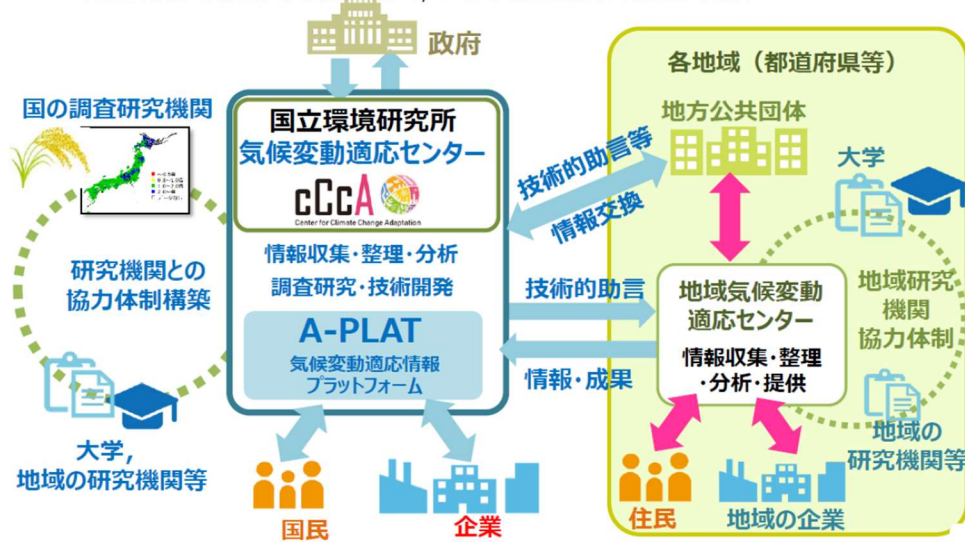 政府
各地域（都道府県等）
国の調査研究機関
国立環境研究所
気候変動適応センター
cCcA
Center for Climate Change Adaptation
情報収集・整理・分析
調査研究・技術開発
A-PLAT
気候変動適応情報
プラットフォーム
研究機関との
協力体制構築
大学,
地域の研究機関等
国民
企業
技術的助言等
情報交換
技術的助言
情報・成果
地方公共団体
大学
地域気候変動
適応センター
情報収集・整理
・分析・提供
地域研究
機関
協力体制
地域の
研究機関等
住民
地域の企業